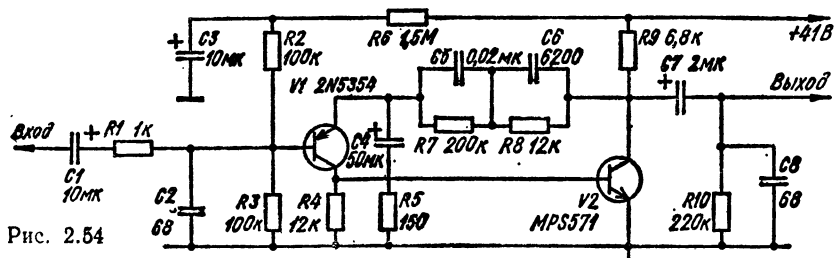 C3
10мк
R2
100к
R6 1,5М
R9 6,8к
+41В
C5 0,02мк
C6
6200
C7 2мк
Выход
V1 2N5354
Вход
R1 1к
C1
10мк
C2
68
R3
100к
R4
12к
C4
50мк
R5
150
R7 200к
R8 12к
V2
MPS571
R10
220к
C8
68
Рис. 2.54